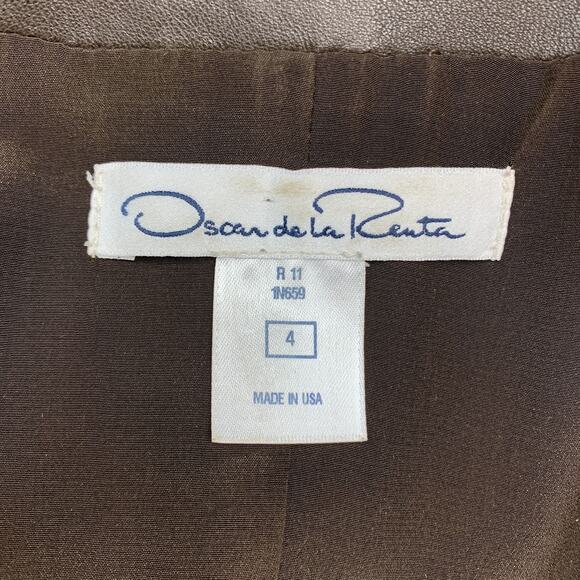 Oscar de la Renta
R 11
1N659
4
MADE IN USA